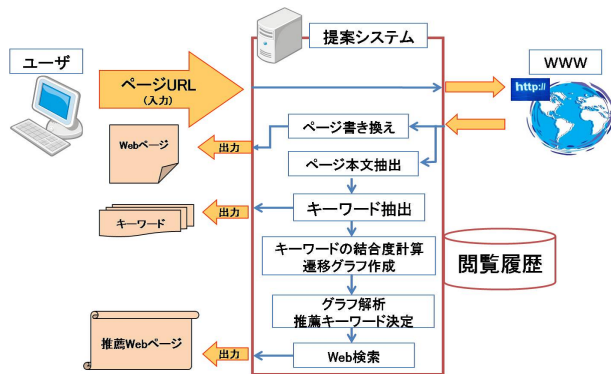 提案システム
ユーザ
WWW
ページURL
(入力)
http://
ページ書き換え
Webページ
出力
ページ本文抽出
キーワード
出力
キーワード抽出
キーワードの結合度計算
遷移グラフ作成
閲覧履歴
グラフ解析
推薦キーワード決定
推薦Webページ
出力
Web検索